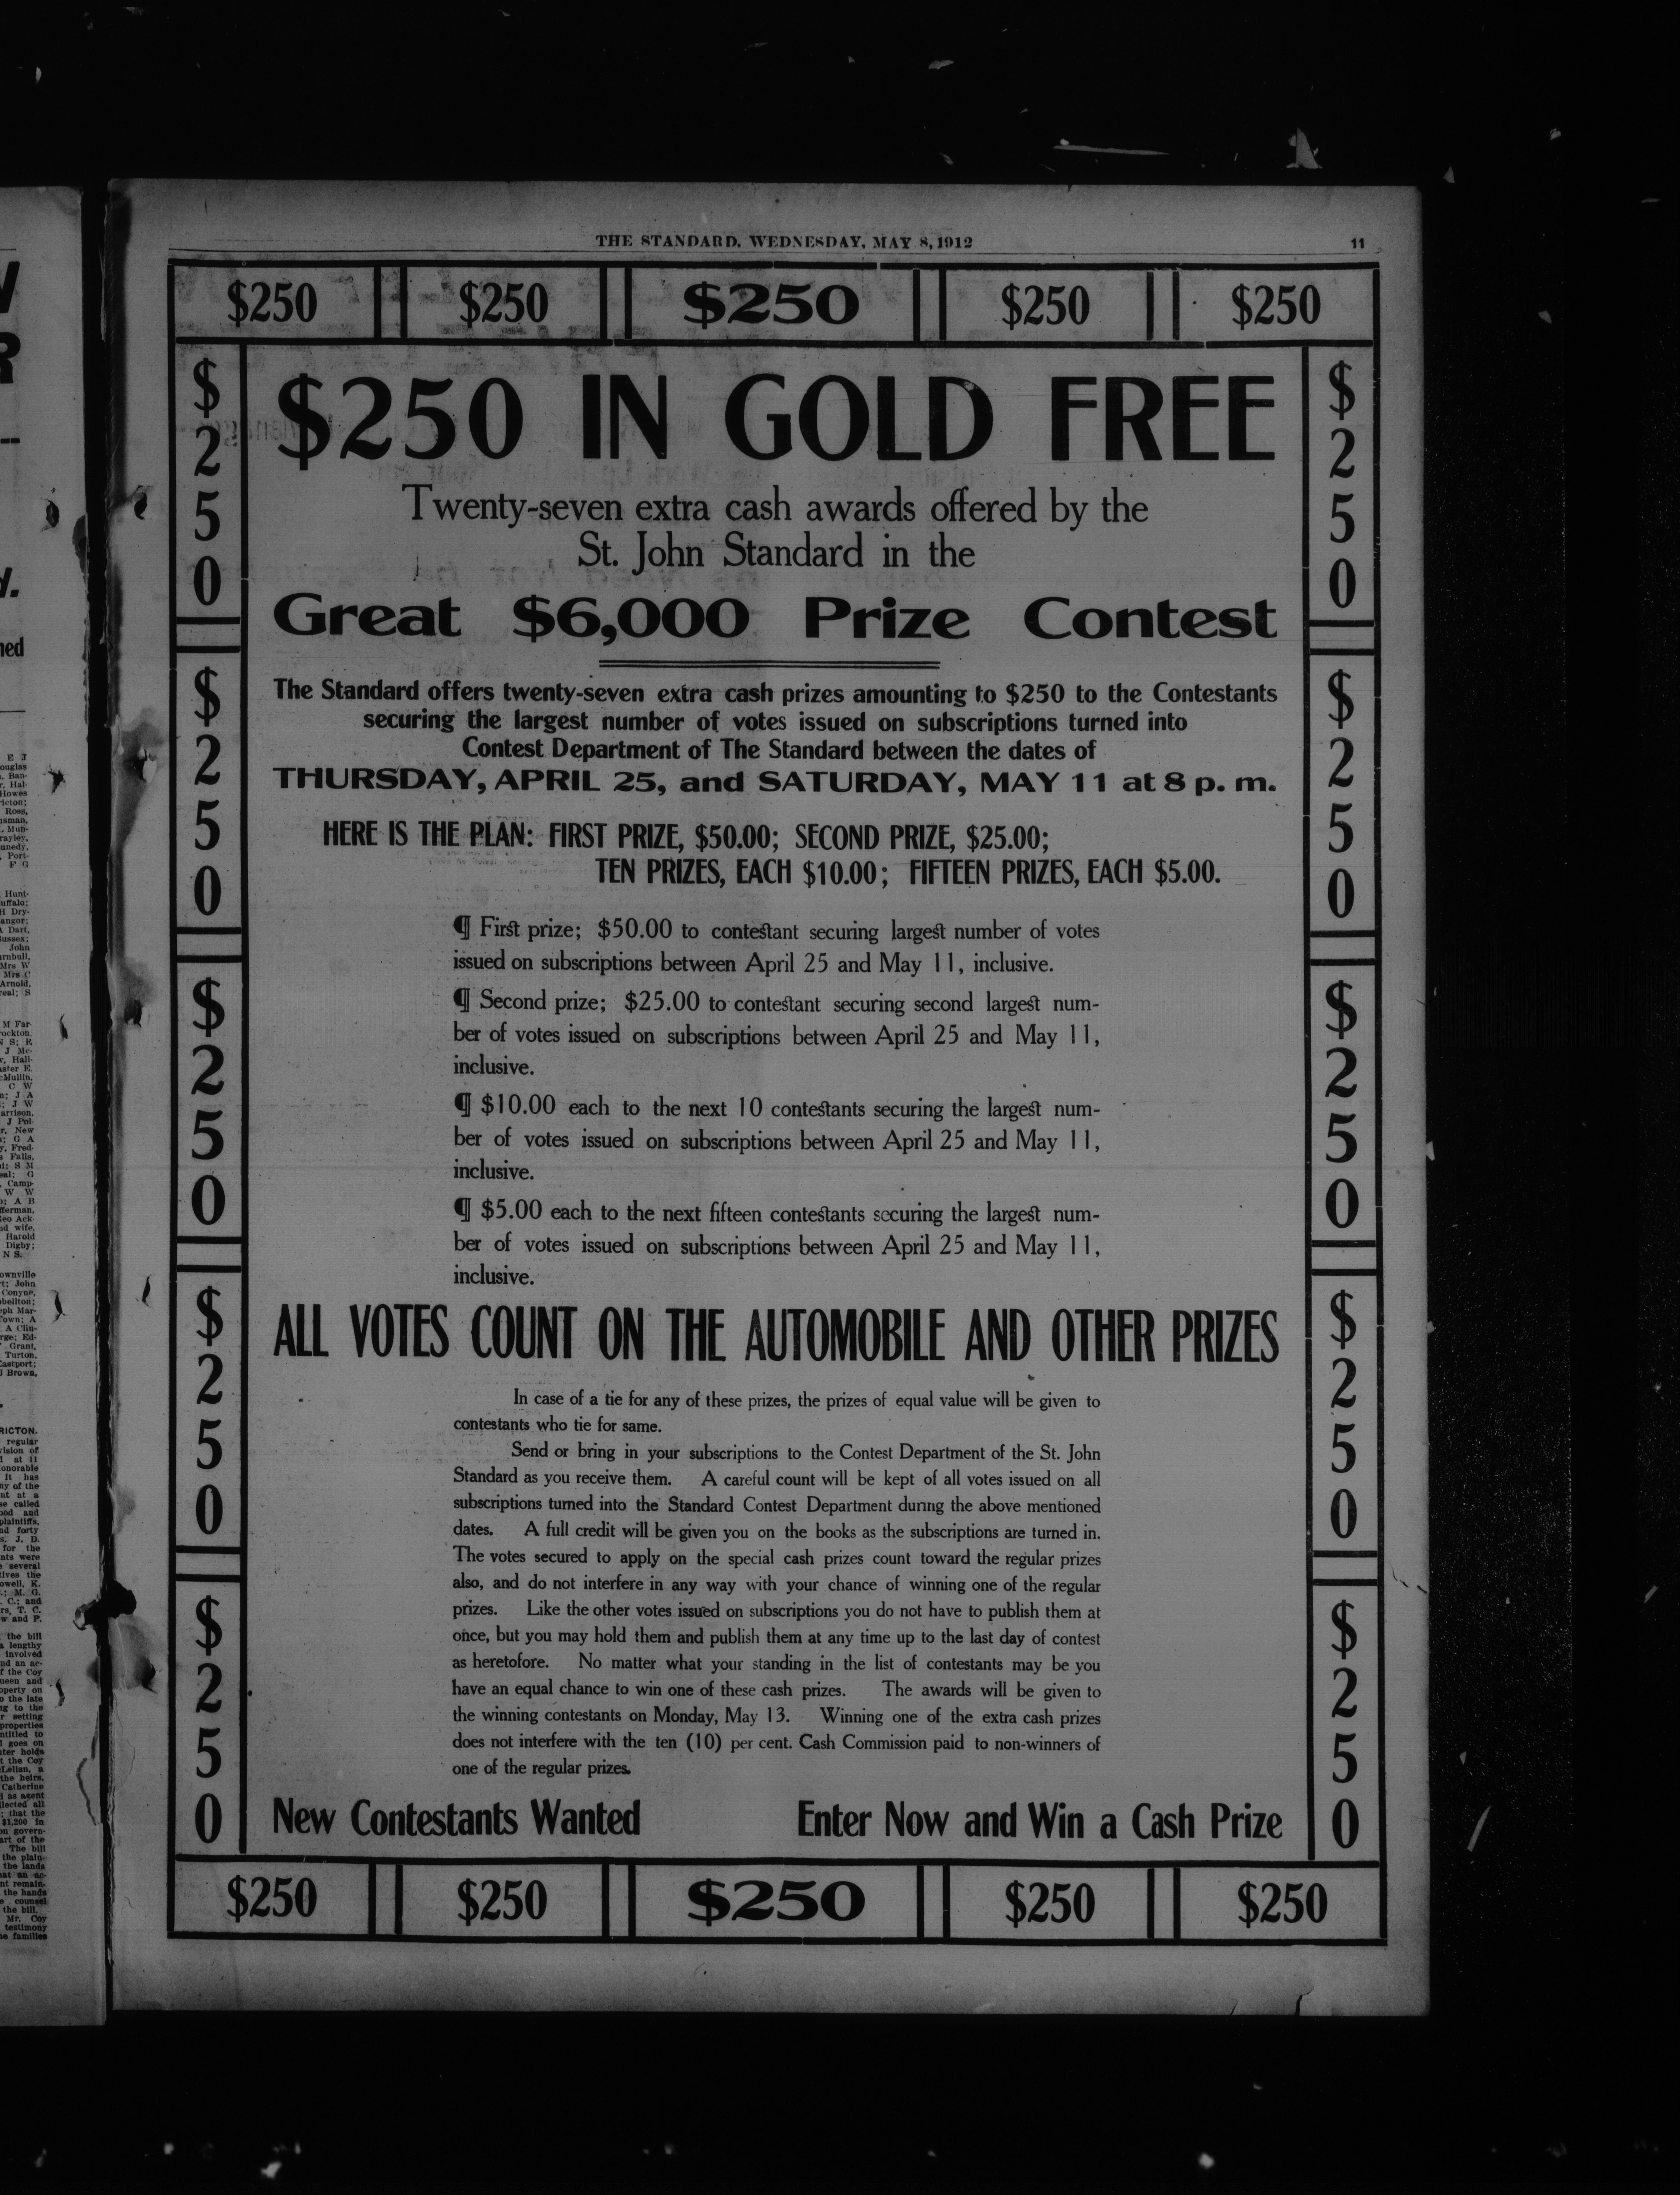 THE STANDARD, WEDNESDAY, MAY 8, 1912
11
$250 $250 $250 $250 $250
$250 IN GOLD FREE
Twenty-seven extra cash awards offered by the
St. John Standard in the
Great $6,000 Prize Contest
The Standard offers twenty-seven extra cash prizes amounting to $250 to the Contestants
securing the largest number of votes issued on subscriptions turned into
Contest Department of The Standard between the dates of
THURSDAY, APRIL 25, and SATURDAY, MAY 11 at 8 p. m.
HERE IS THE PLAN: FIRST PRIZE, $50.00; SECOND PRIZE, $25.00;
TEN PRIZES, EACH $10.00; FIFTEEN PRIZES, EACH $5.00.
¶ First prize; $50.00 to contestant securing largest number of votes
issued on subscriptions between April 25 and May 11, inclusive.
¶ Second prize; $25.00 to contestant securing second largest num-
ber of votes issued on subscriptions between April 25 and May 11,
inclusive.
¶ $10.00 each to the next 10 contestants securing the largest num-
ber of votes issued on subscriptions between April 25 and May 11,
inclusive.
¶ $5.00 each to the next fifteen contestants securing the largest num-
ber of votes issued on subscriptions between April 25 and May 11,
inclusive.
ALL VOTES COUNT ON THE AUTOMOBILE AND OTHER PRIZES
In case of a tie for any of these prizes, the prizes of equal value will be given to
contestants who tie for same.
Send or bring in your subscriptions to the Contest Department of the St. John
Standard as you receive them. A careful count will be kept of all votes issued on all
subscriptions turned into the Standard Contest Department during the above mentioned
dates. A full credit will be given you on the books as the subscriptions are turned in.
The votes secured to apply on the special cash prizes count toward the regular prizes
also, and do not interfere in any way with your chance of winning one of the regular
prizes. Like the other votes issued on subscriptions you do not have to publish them at
once, but you may hold them and publish them at any time up to the last day of contest
as heretofore. No matter what your standing in the list of contestants may be you
have an equal chance to win one of these cash prizes. The awards will be given to
the winning contestants on Monday, May 13. Winning one of the extra cash prizes
does not interfere with the ten (10) per cent. Cash Commission paid to non-winners of
one of the regular prizes.
New Contestants Wanted Enter Now and Win a Cash Prize
$250 $250 $250 $250 $250
$250
$250
$250
$250
$250
$250
$250
$250
$250
$250